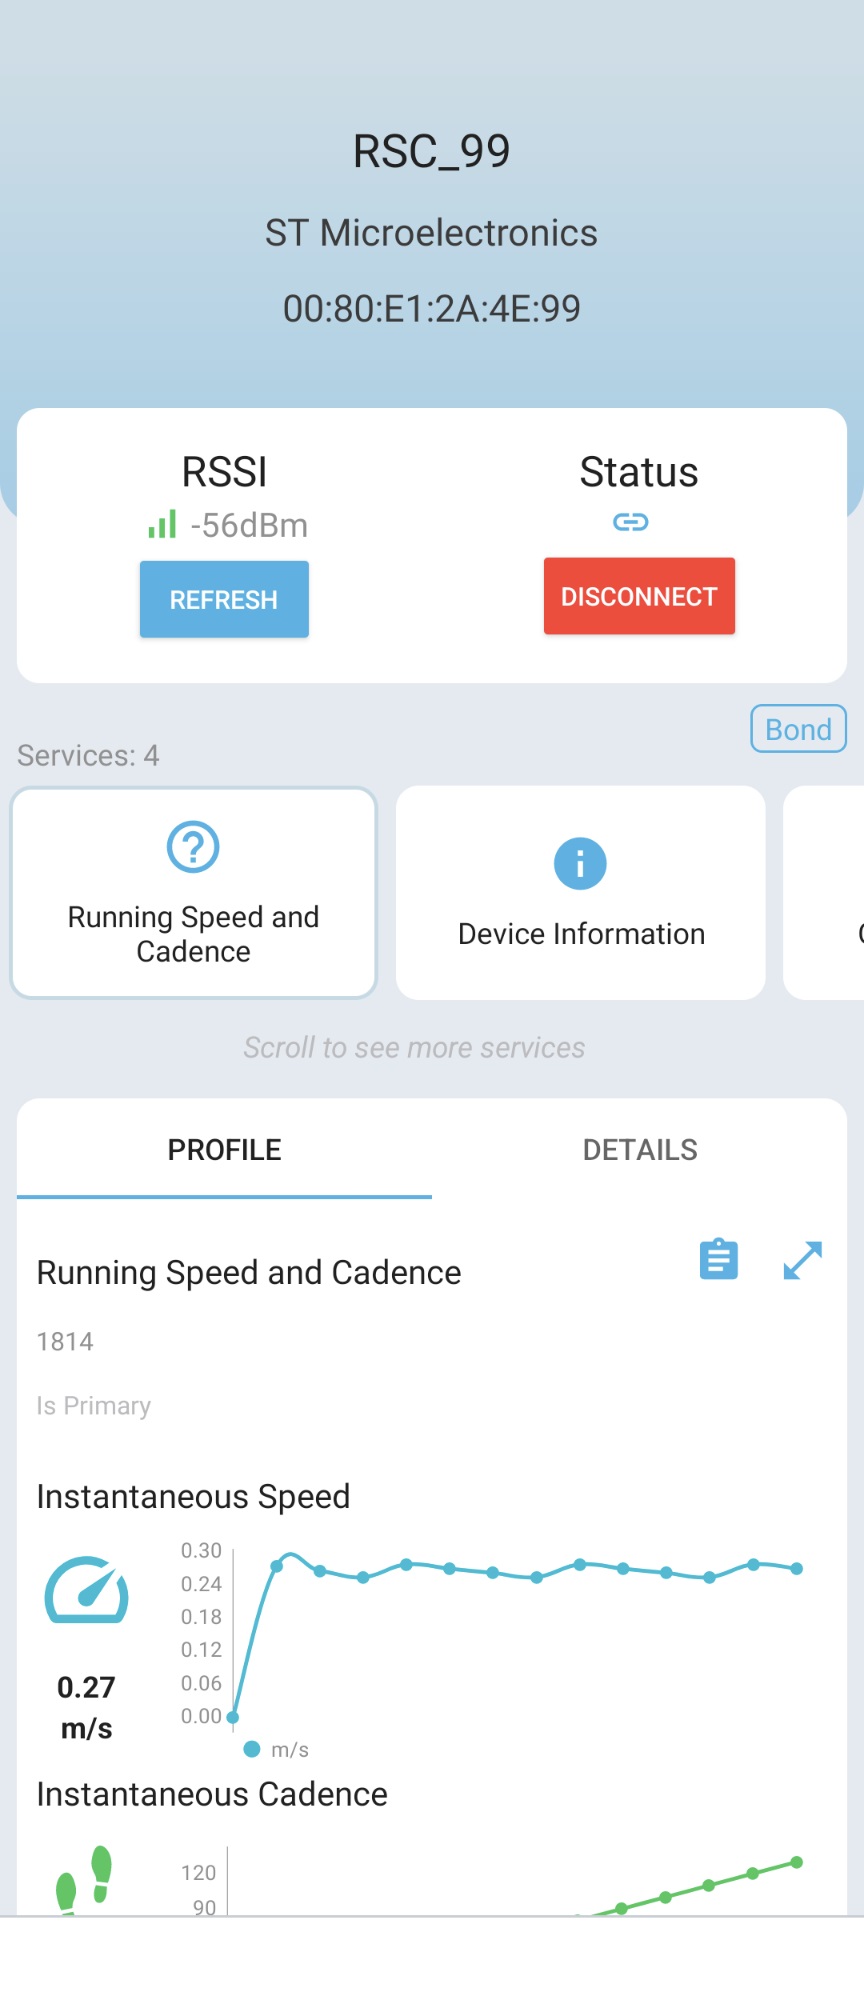 RSC_99
ST Microelectronics
00:80:E1:2A:4E:99
RSSI
Status
-56dBm
REFRESH
DISCONNECT
Bond
Services: 4
Running Speed and
Cadence
Device Information
Scroll to see more services
PROFILE
DETAILS
Running Speed and Cadence
1814
Is Primary
Instantaneous Speed
0.30
0.24
0.18
0.12
0.06
0.00
0.27
m/s
m/s
Instantaneous Cadence
120
90